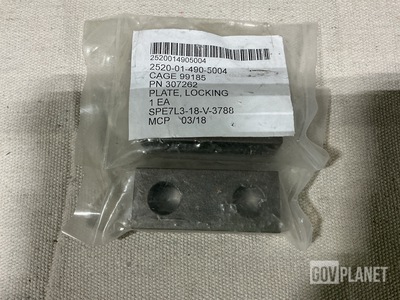 2520014905004
2520-01-490-5004
CAGE 99185
PN 307262
PLATE, LOCKING
1 EA
SPE7L3-18-V-3788
MCP 03/18
GOVPLANET